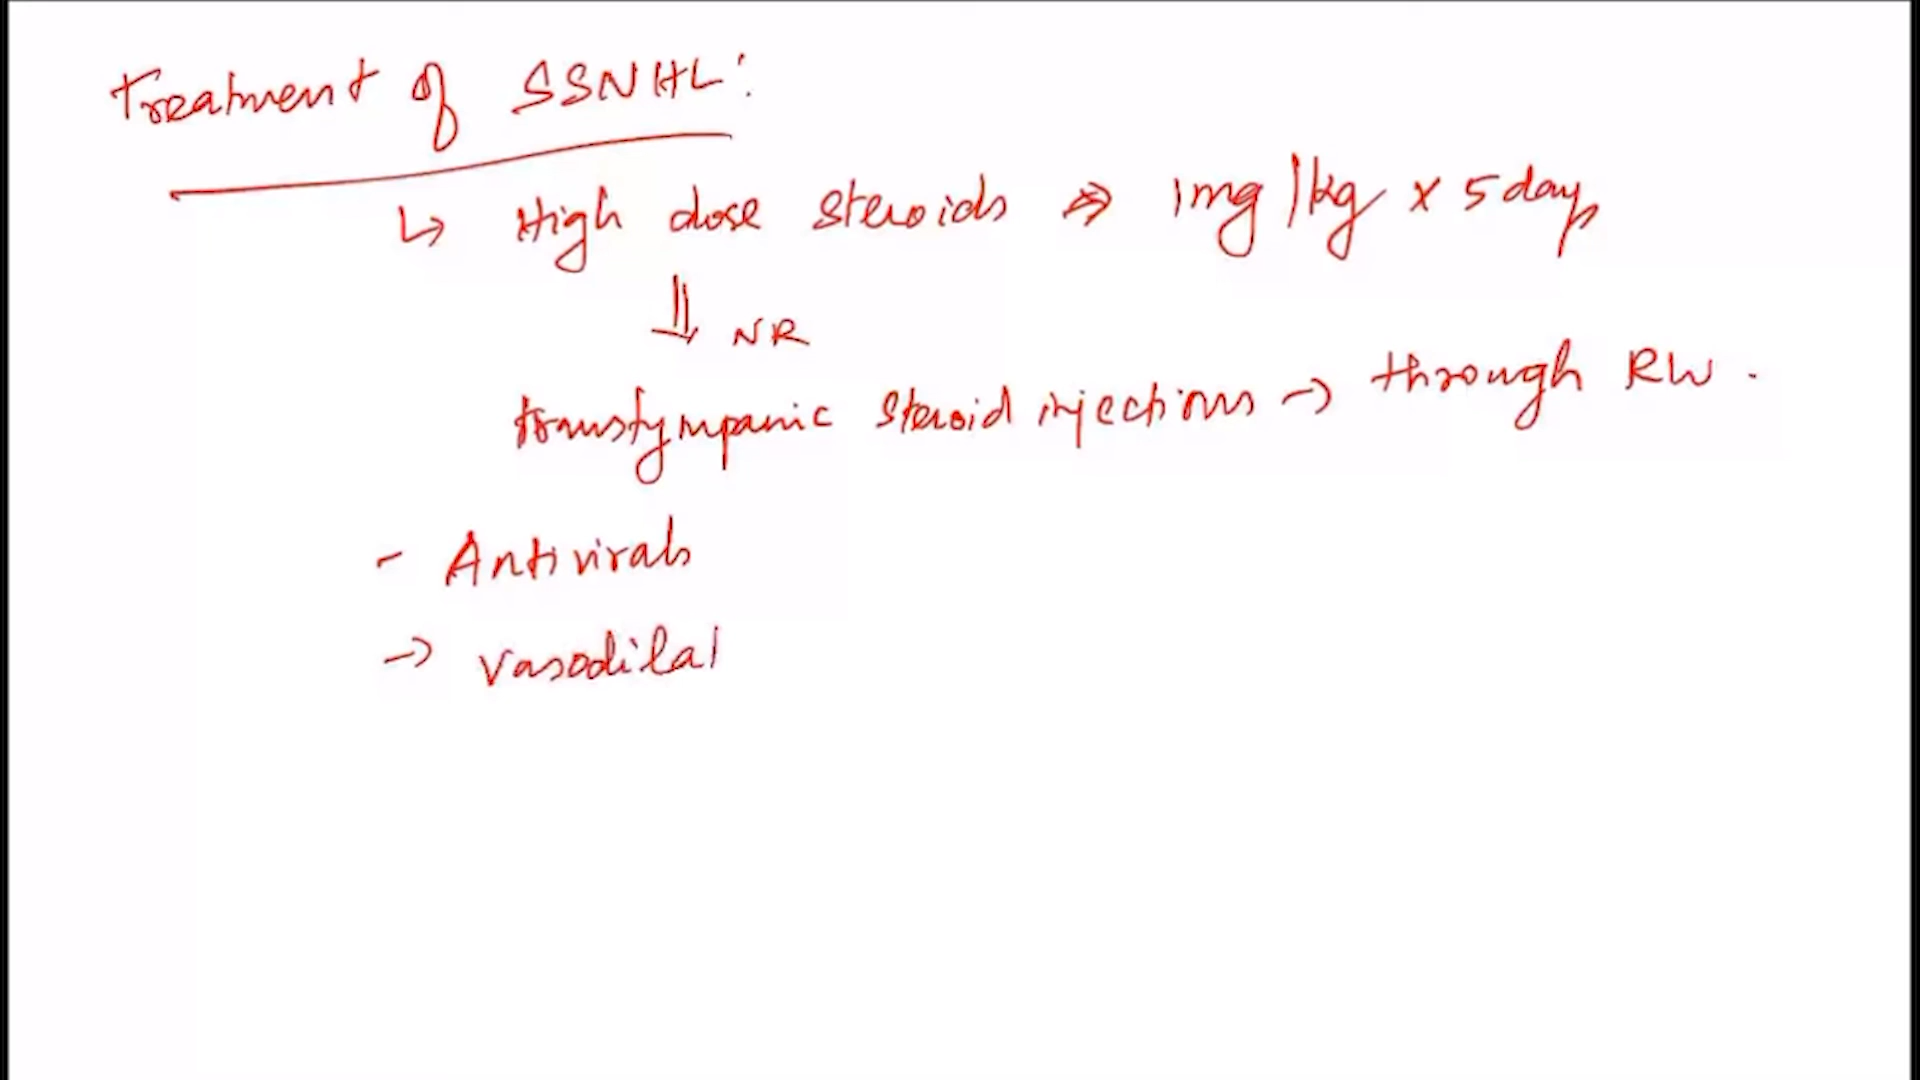 Treatment of SSNHL:
↳ High dose steroids ⇒ 1mg/kg x 5 days
⇓ NR
transtympanic steroid injections → through RW.
- Antivirals
→ vasodilat